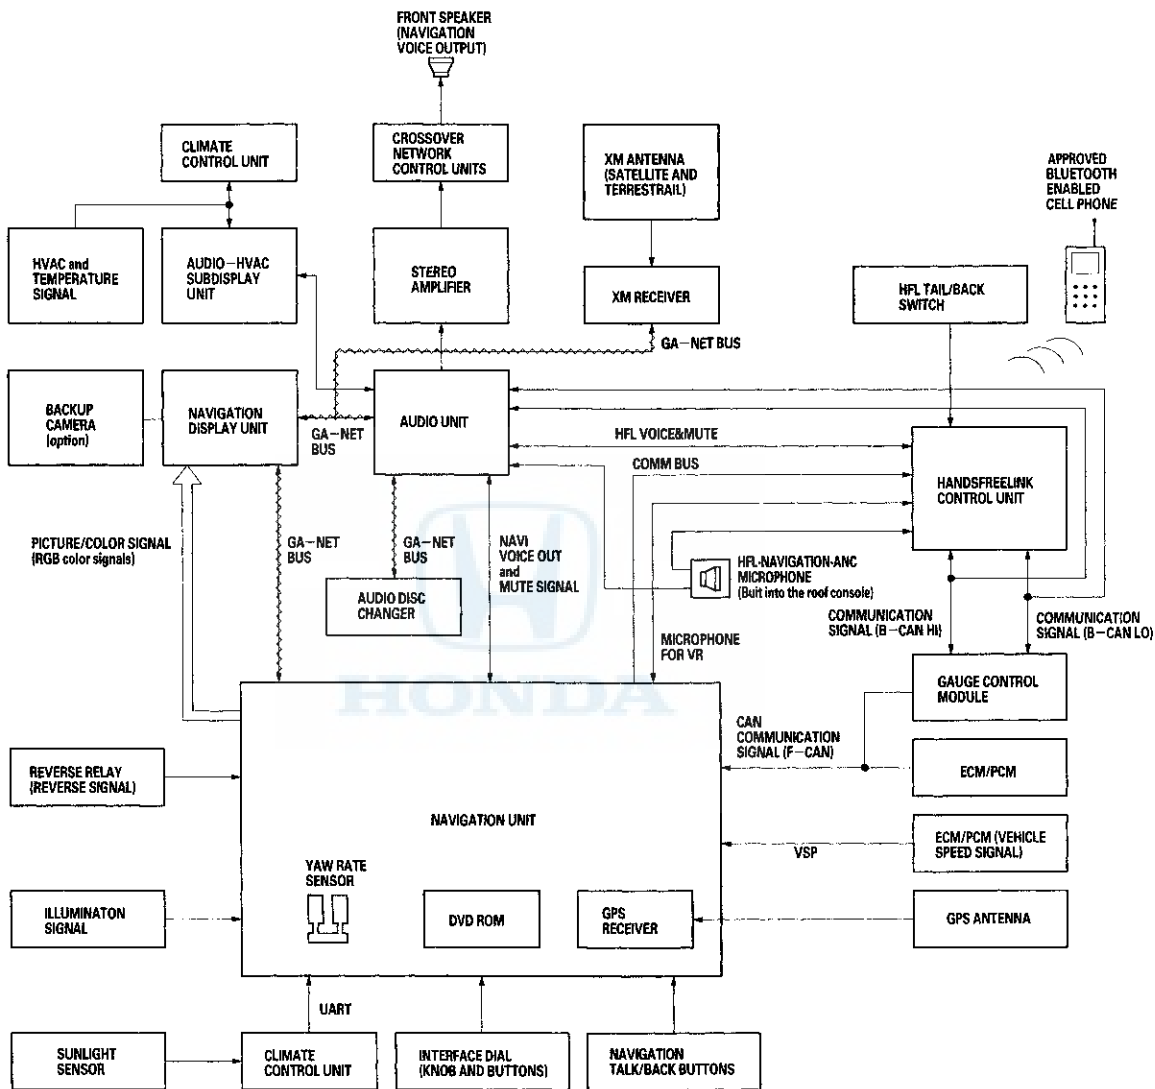 FRONT SPEAKER
(NAVIGATION
VOICE OUTPUT)
CLIMATE
CONTROL UNIT
CROSSOVER
NETWORK
CONTROL UNITS
XM ANTENNA
(SATELLITE AND
TERRESTRAIL)
APPROVED
BLUETOOTH
ENABLED
CELL PHONE
HVAC and
TEMPERATURE
SIGNAL
AUDIO-HVAC
SUBDISPLAY
UNIT
STEREO
AMPLIFIER
XM RECEIVER
HFL TAIL/BACK
SWITCH
GA-NET BUS
BACKUP
CAMERA
(option)
NAVIGATION
DISPLAY UNIT
GA-NET
BUS
AUDIO UNIT
HFL VOICE&MUTE
COMM BUS
HANDSFREELINK
CONTROL UNIT
PICTURE/COLOR SIGNAL
(RGB color signals)
GA-NET
BUS
GA-NET
BUS
NAVI
VOICE OUT
and
MUTE SIGNAL
AUDIO DISC
CHANGER
HFL-NAVIGATION-ANC
MICROPHONE
(Buit into the roof console)
COMMUNICATION
SIGNAL (B-CAN HI)
COMMUNICATION
SIGNAL (B-CAN LO)
MICROPHONE
FOR VR
HONDA
GAUGE CONTROL
MODULE
CAN
COMMUNICATION
SIGNAL (F-CAN)
REVERSE RELAY
(REVERSE SIGNAL)
ECM/PCM
NAVIGATION UNIT
VSP
ECM/PCM (VEHICLE
SPEED SIGNAL)
YAW RATE
SENSOR
ILLUMINATON
SIGNAL
DVD ROM
GPS
RECEIVER
GPS ANTENNA
UART
SUNLIGHT
SENSOR
CLIMATE
CONTROL UNIT
INTERFACE DIAL
(KNOB AND BUTTONS)
NAVIGATION
TALK/BACK BUTTONS